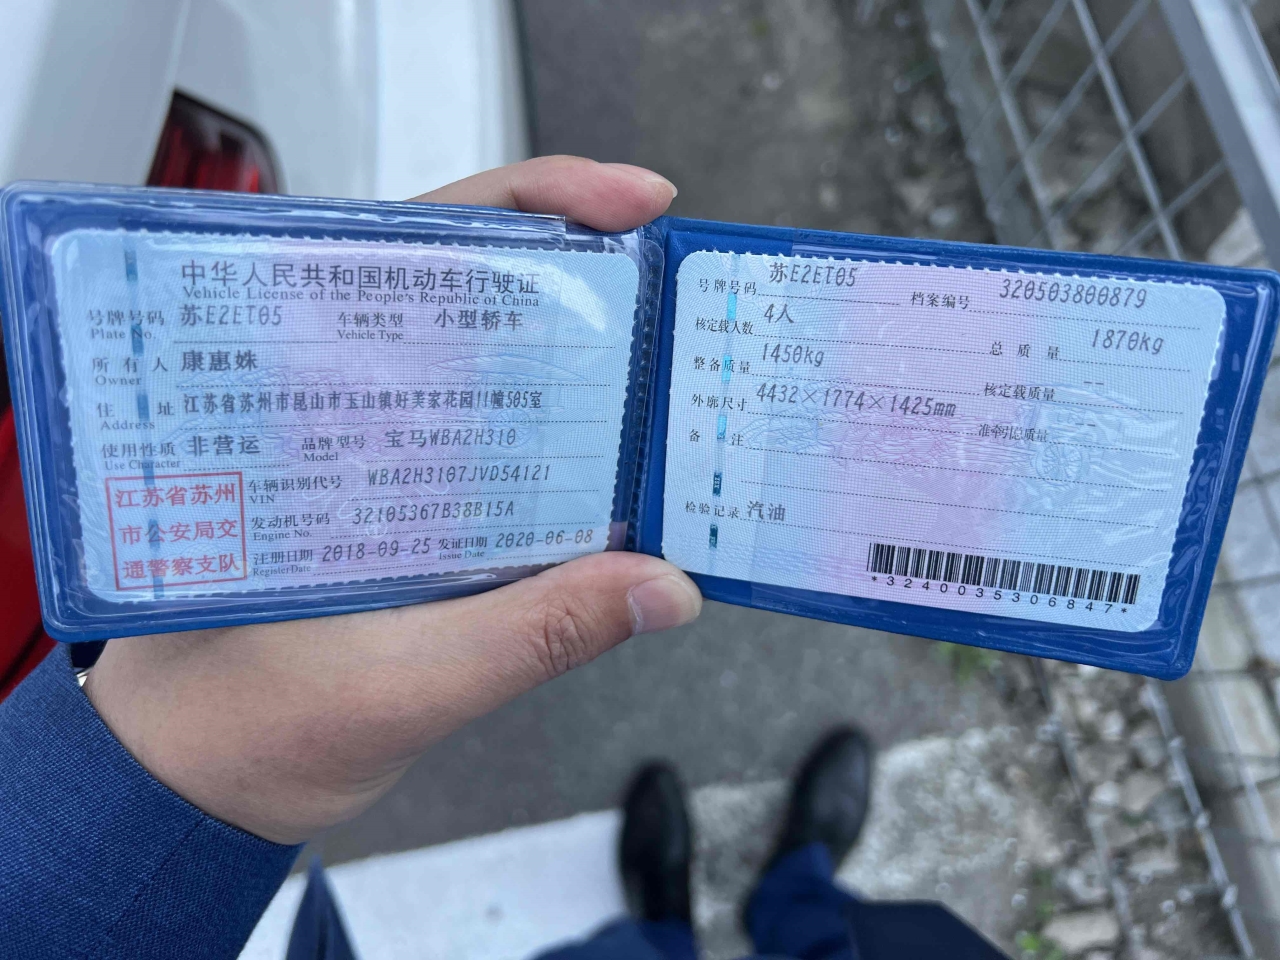 中华人民共和国机动车行驶证
Vehicle License of the People's Republic of China
号牌号码 苏E2ET05 车辆类型 小型轿车
Plate No. Vehicle Type
所有人 康惠姝
Owner
住址 江苏省苏州市昆山市玉山镇好美家花园11幢505室
Address
使用性质 非营运 品牌型号 宝马WBA2H310
Use Character Model
江苏省苏州
市公安局交
通警察支队
车辆识别代号 WBA2H3107JVD54121
VIN
发动机号码 32105367B38B15A
Engine No.
注册日期 2018-09-25 发证日期 2020-06-08
Register Date Issue Date
号牌号码 苏E2ET05 档案编号 320503800879
核定载人数 4人 总质量 1870kg
整备质量 1450kg 核定载质量 --
外廓尺寸 4432×1774×1425mm 准牵引总质量 --
备注
检验记录 汽油
*3240035306847*